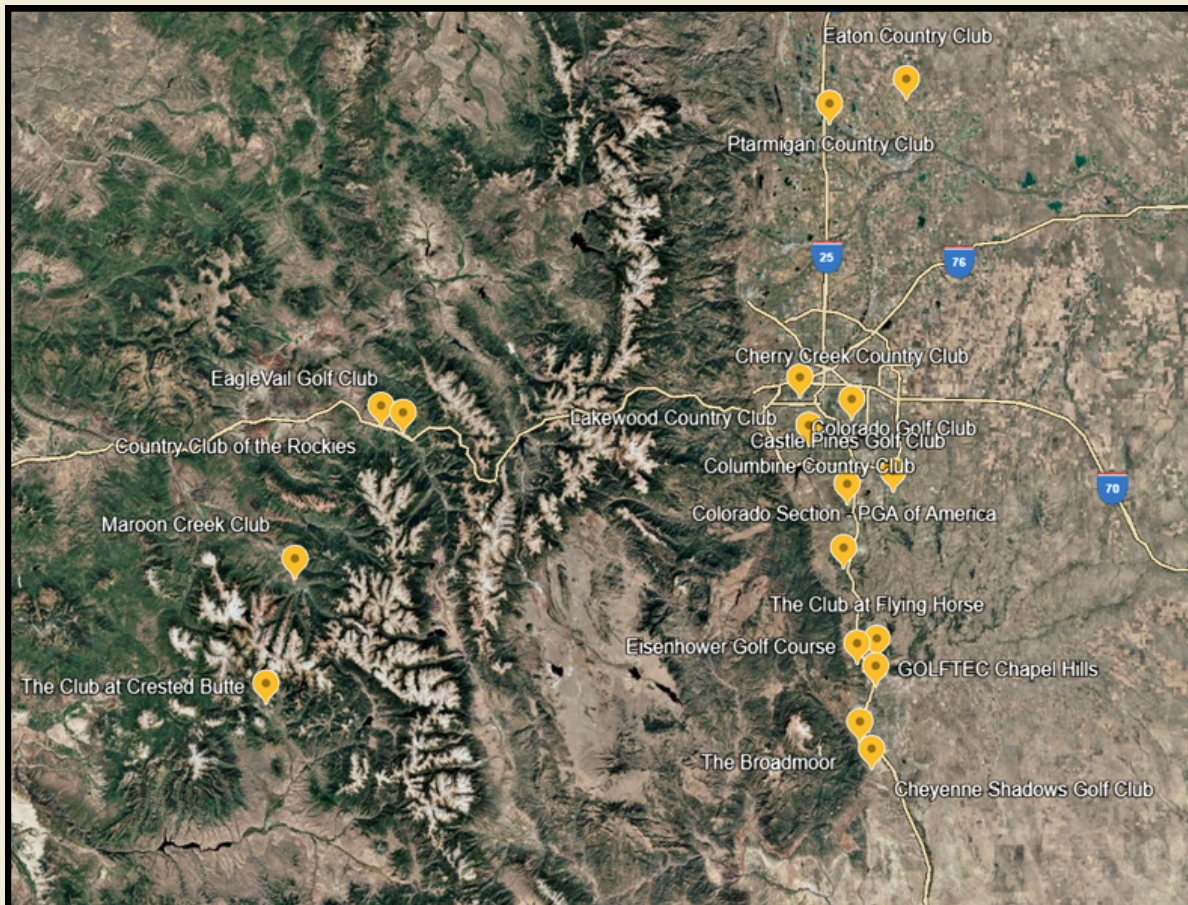 Eaton Country Club
Ptarmigan Country Club
25
76
Cherry Creek Country Club
EagleVail Golf Club
Lakewood Country Club
Colorado Golf Club
Castle Pines Golf Club
Country Club of the Rockies
Columbine Country Club
70
Colorado Section - PGA of America
Maroon Creek Club
The Club at Flying Horse
Eisenhower Golf Course
GOLFTEC Chapel Hills
The Club at Crested Butte
The Broadmoor
Cheyenne Shadows Golf Club